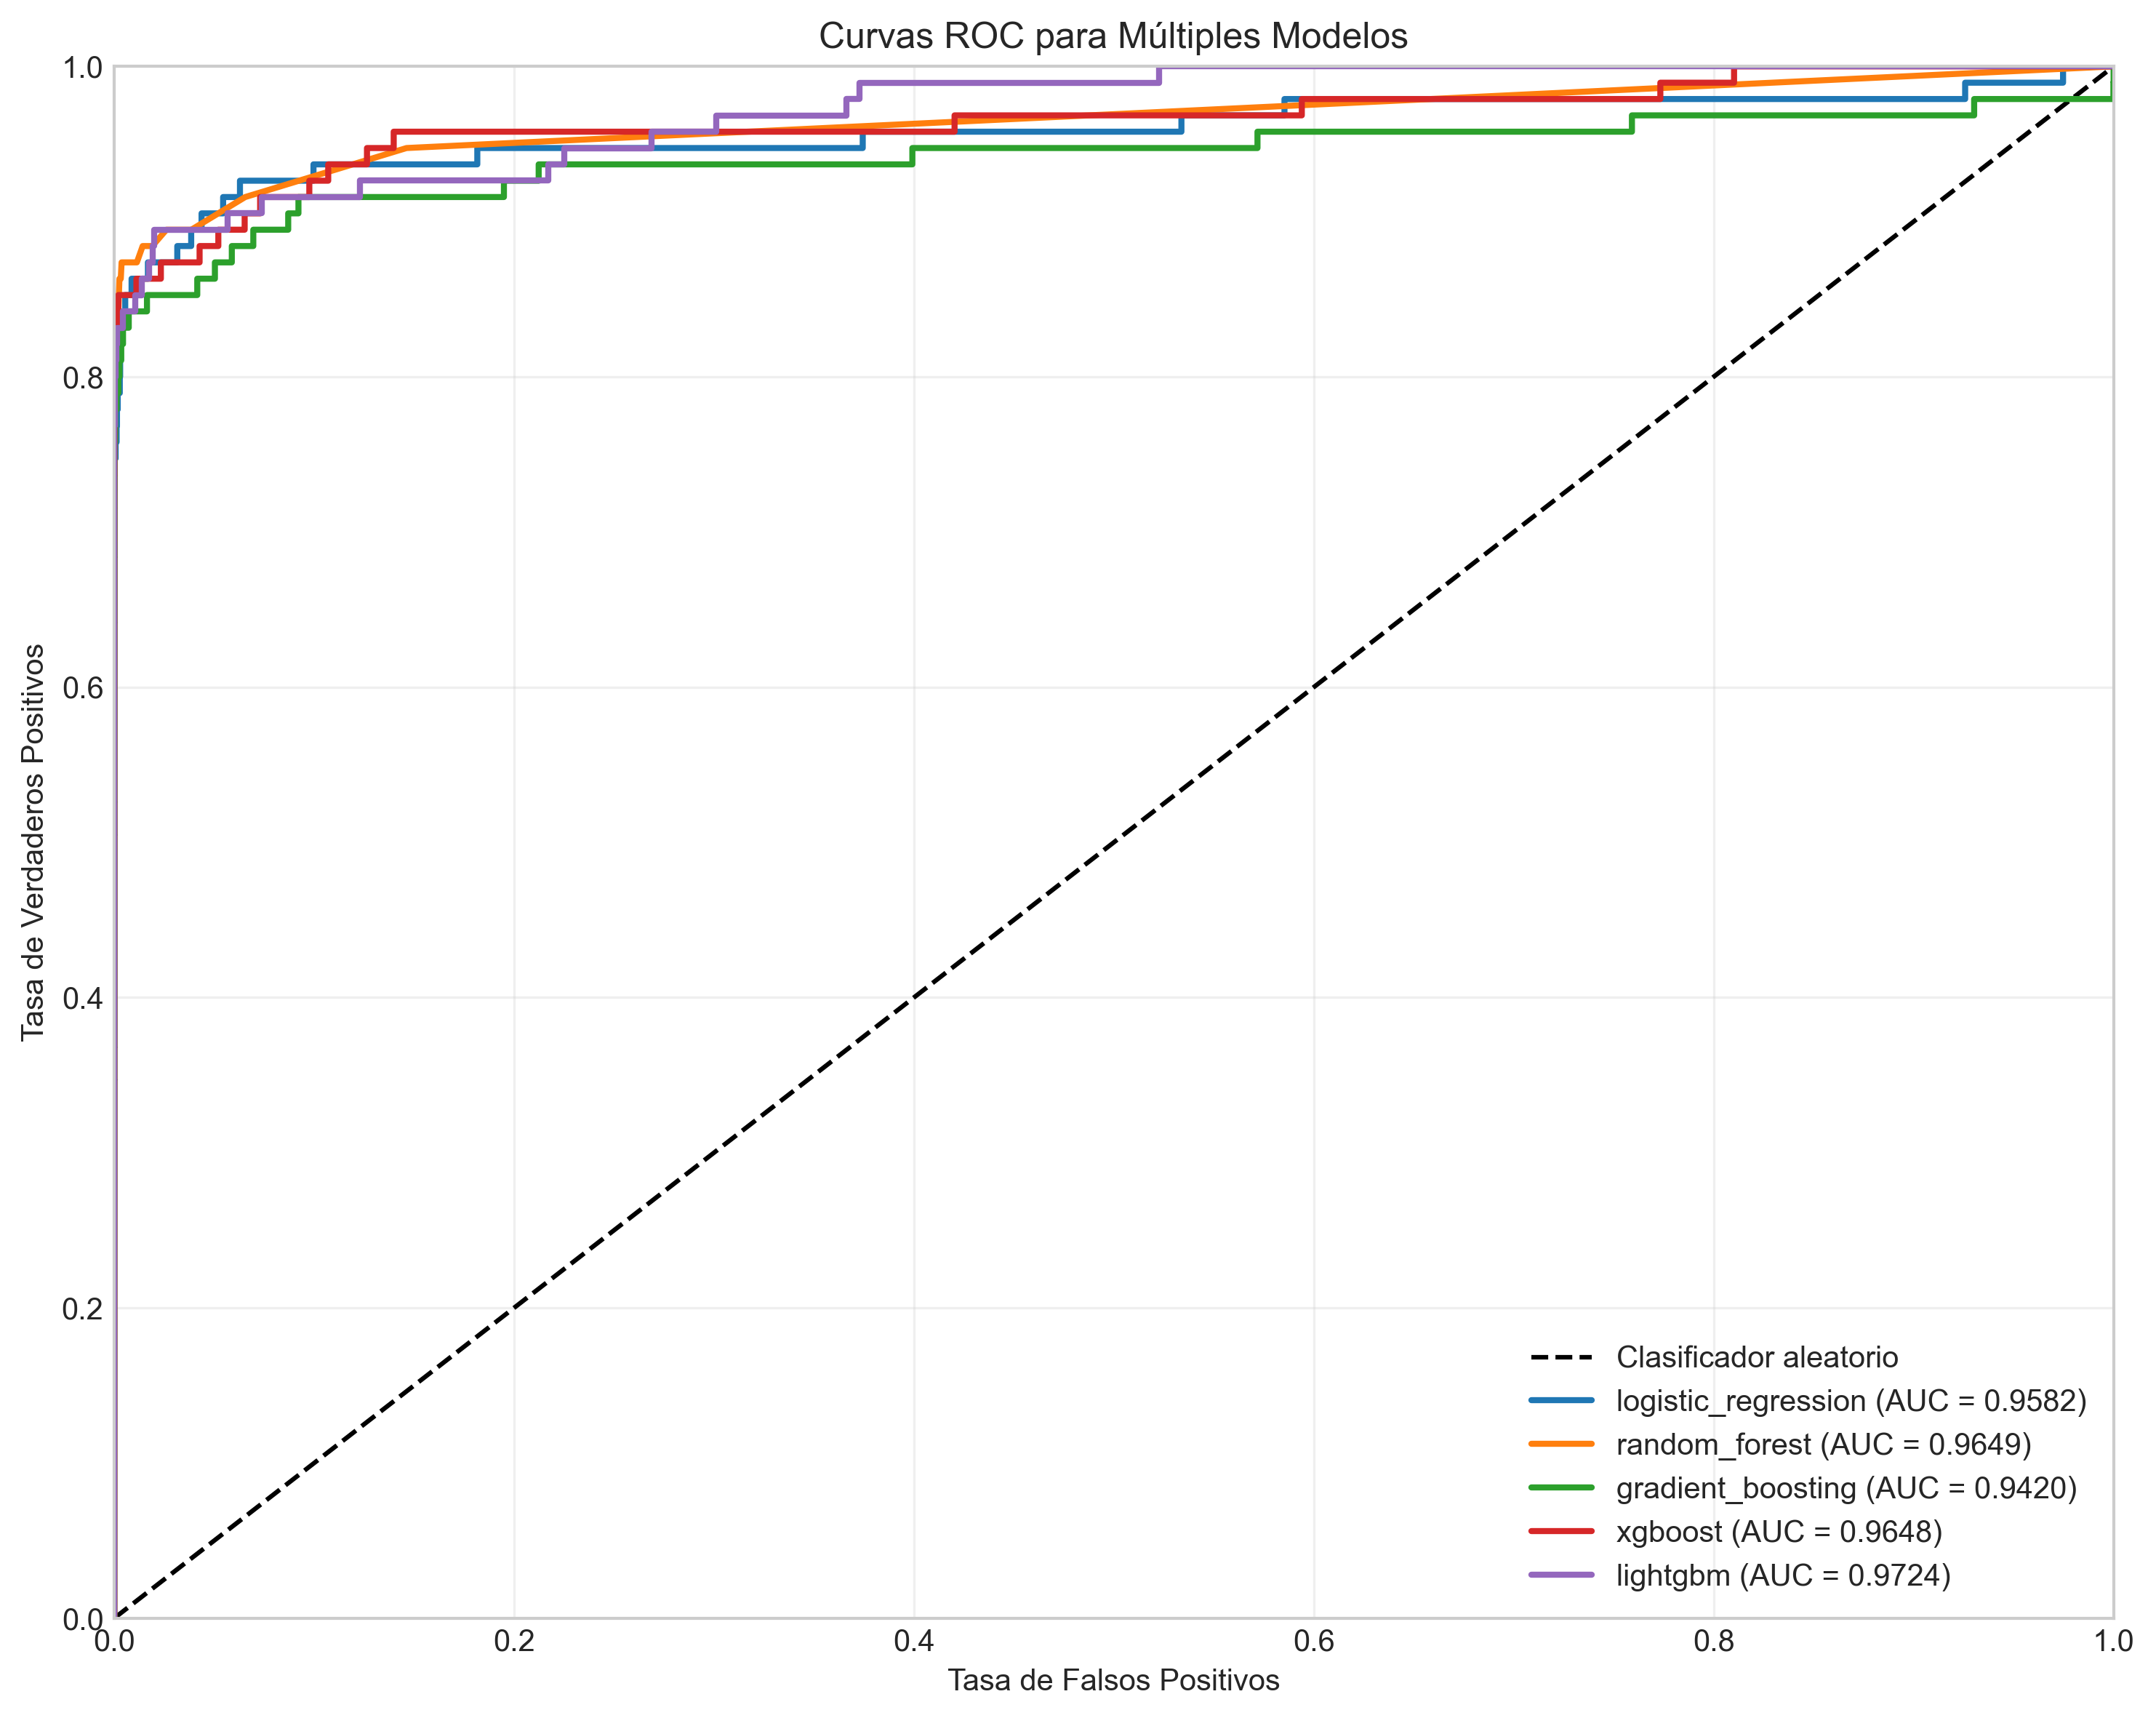 Curvas ROC para Múltiples Modelos
1.0
0.8
0.6
0.4
0.2
0.0
Tasa de Verdaderos Positivos
0.0 0.2 0.4 0.6 0.8 1.0
Tasa de Falsos Positivos
Clasificador aleatorio
logistic_regression (AUC = 0.9582)
random_forest (AUC = 0.9649)
gradient_boosting (AUC = 0.9420)
xgboost (AUC = 0.9648)
lightgbm (AUC = 0.9724)